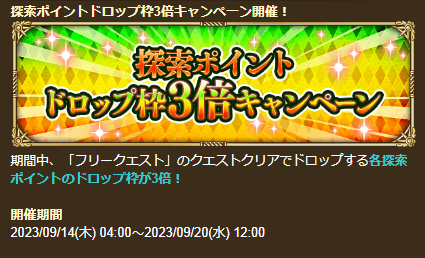 探索ポイントドロップ枠3倍キャンペーン開催！
探索ポイント
ドロップ枠3倍キャンペーン
期間中、「フリークエスト」のクエストクリアでドロップする各探索
ポイントのドロップ枠が3倍！
開催期間
2023/09/14(木) 04:00～2023/09/20(水) 12:00